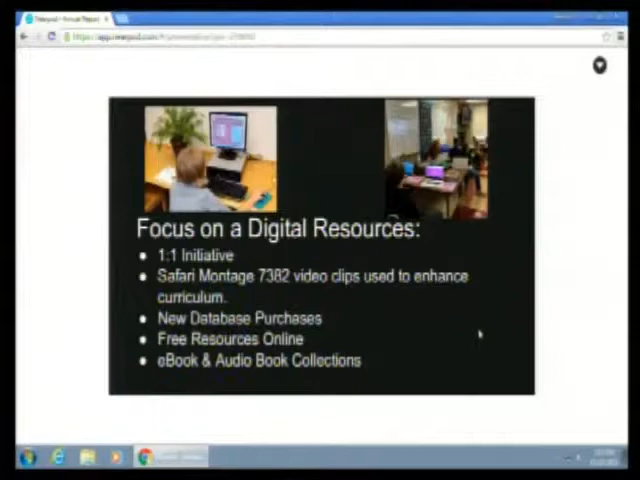 Focus on a Digital Resources:
● 1:1 Initiative
● Safari Montage 7382 video clips used to enhance
curriculum.
● New Database Purchases
● Free Resources Online
● eBook & Audio Book Collections